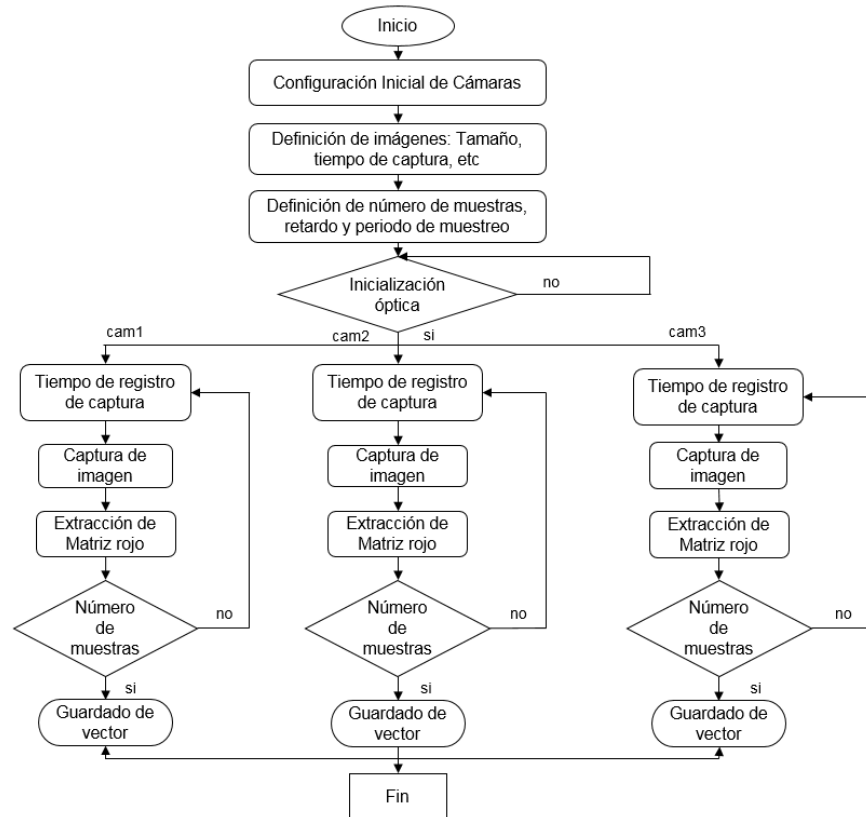 Inicio
Configuración Inicial de Cámaras
Definición de imágenes: Tamaño,
tiempo de captura, etc
Definición de número de muestras,
retardo y periodo de muestreo
Inicialización
óptica
no
cam1
cam2
si
cam3
Tiempo de registro
de captura
Captura de
imagen
Extracción de
Matriz rojo
Número
de
muestras
no
si
Guardado de
vector
Tiempo de registro
de captura
Captura de
imagen
Extracción de
Matriz rojo
Número
de
muestras
no
si
Guardado de
vector
Tiempo de registro
de captura
Captura de
imagen
Extracción de
Matriz rojo
Número
de
muestras
no
si
Guardado de
vector
Fin